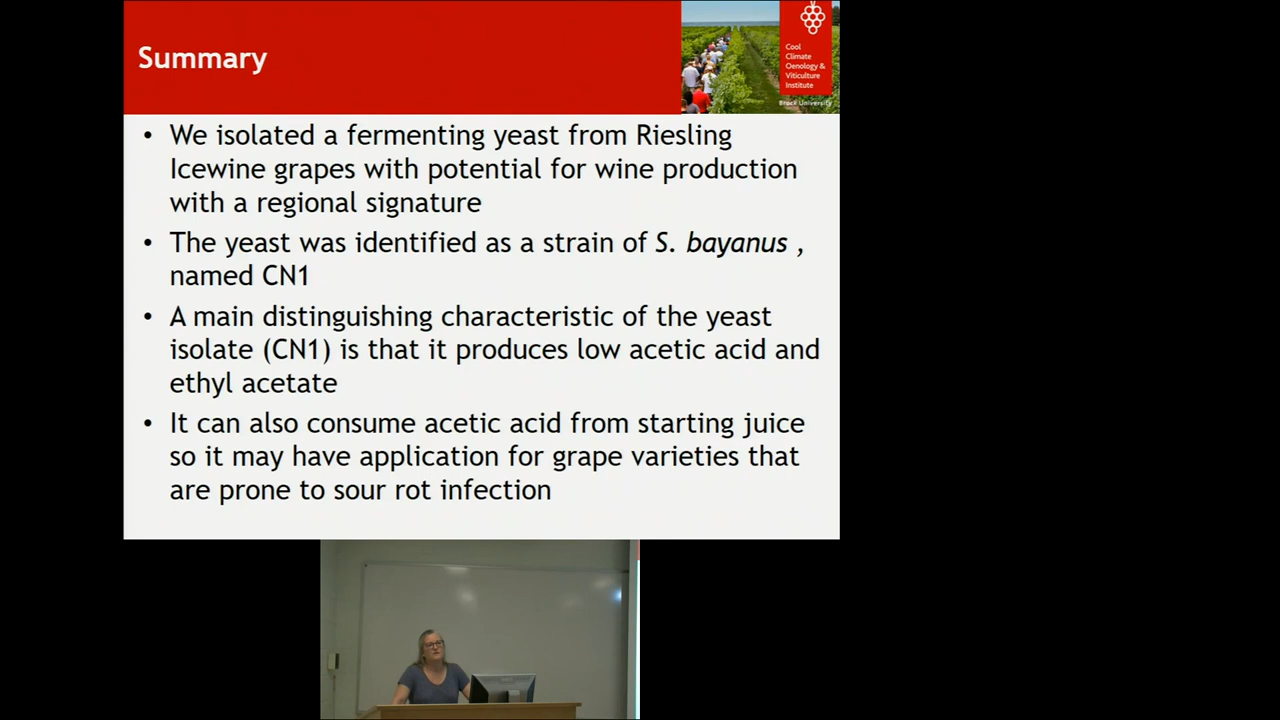 Summary
Cool
Climate
Oenology &
Viticulture
Institute
Brock University
• We isolated a fermenting yeast from Riesling
Icewine grapes with potential for wine production
with a regional signature
• The yeast was identified as a strain of S. bayanus ,
named CN1
• A main distinguishing characteristic of the yeast
isolate (CN1) is that it produces low acetic acid and
ethyl acetate
• It can also consume acetic acid from starting juice
so it may have application for grape varieties that
are prone to sour rot infection